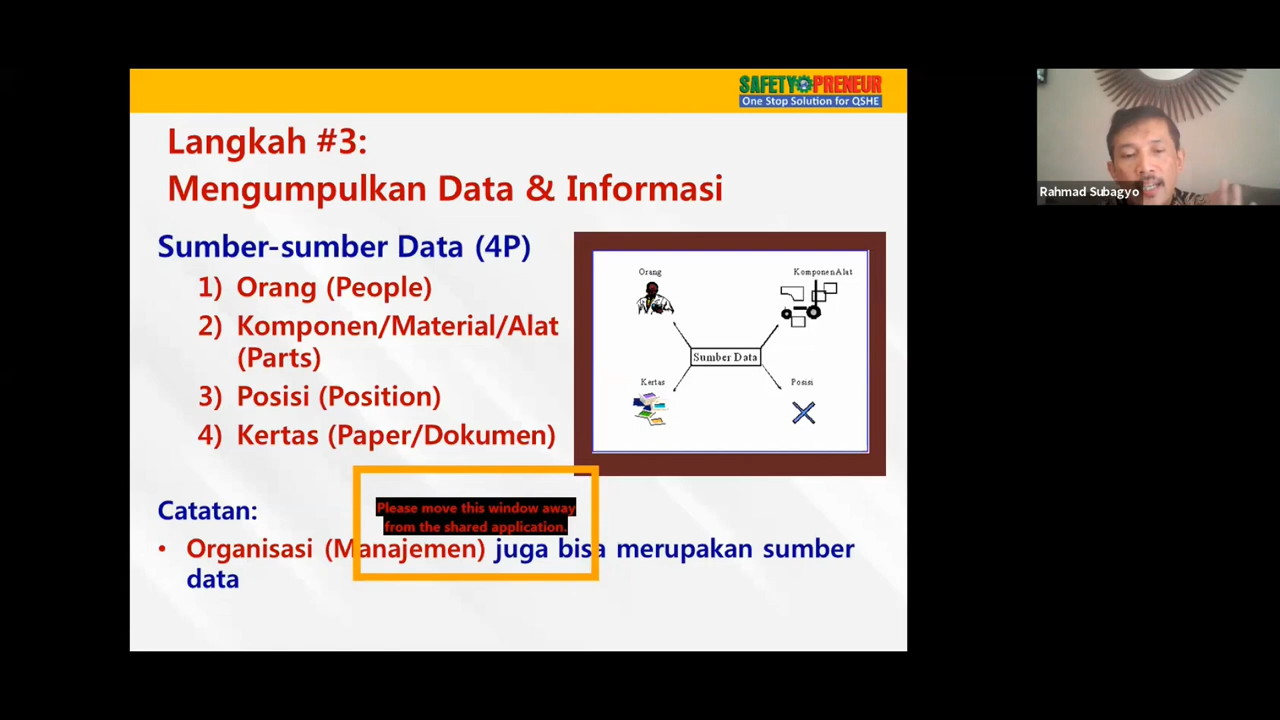 SAFETYPRENEUR
One Stop Solution for QSHE
Langkah #3:
Mengumpulkan Data & Informasi
Rahmad Subagyo
Sumber-sumber Data (4P)
1) Orang (People)
2) Komponen/Material/Alat
(Parts)
3) Posisi (Position)
4) Kertas (Paper/Dokumen)
Orang
KomponenAlat
Sumber Data
Kertas
Posisi
Catatan:
Please move this window away
from the shared application.
• Organisasi (Manajemen) juga bisa merupakan sumber
data